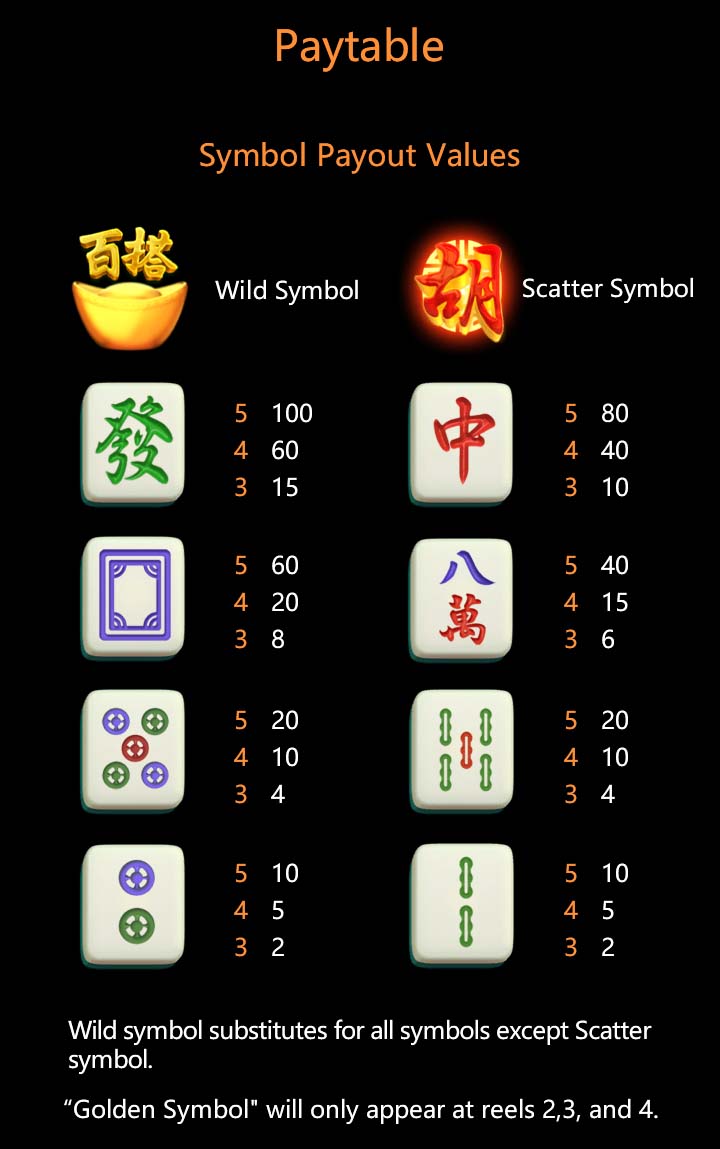 Paytable
Symbol Payout Values
百搭
Wild Symbol
胡
Scatter Symbol
發
5 100
4 60
3 15
中
5 80
4 40
3 10
5 60
4 20
3 8
八
萬
5 40
4 15
3 6
5 20
4 10
3 4
5 20
4 10
3 4
5 10
4 5
3 2
5 10
4 5
3 2
Wild symbol substitutes for all symbols except Scatter
symbol.
“Golden Symbol" will only appear at reels 2,3, and 4.